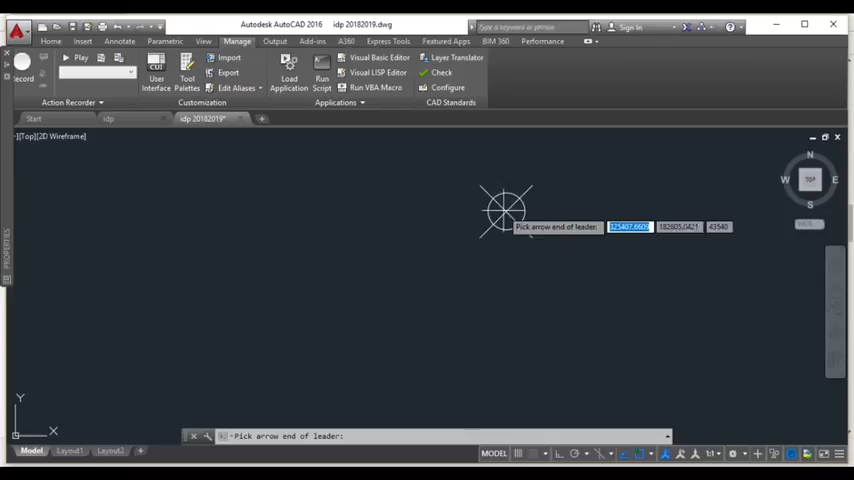 Autodesk AutoCAD 2016 idp 20182019.dwg
Type a keyword or phrase
Sign In
Home Insert Annotate Parametric View Manage Output Add-ins A360 Express Tools Featured Apps BIM 360 Performance
Play
Import
Visual Basic Editor
Layer Translator
Export
Visual LISP Editor
Check
ecord
User Interface
Tool Palettes
Edit Aliases
Load Application
Run Script
Run VBA Macro
Configure
Action Recorder
Customization
Applications
CAD Standards
Start
idp
idp 20182019*
][Top][2D Wireframe]
N
W
TOP
E
S
Pick arrow end of leader:
182605.0421
43540
PROPERTIES
Y
X
Pick arrow end of leader:
Model
Layout1
Layout2
MODEL
1:1